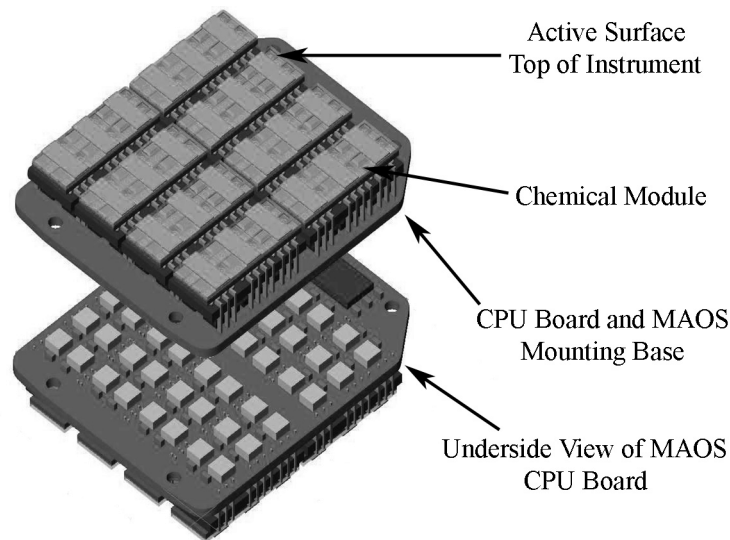 Active Surface
Top of Instrument
Chemical Module
CPU Board and MAOS
Mounting Base
Underside View of MAOS
CPU Board